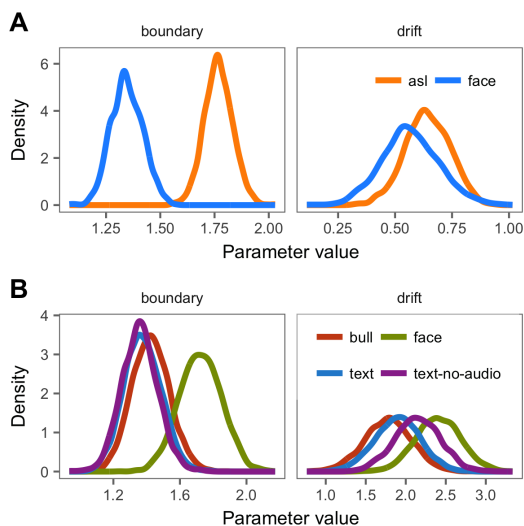 A
boundary
drift
Density
6
4
2
0
asl face
1.25 1.50 1.75 2.00
0.25 0.50 0.75 1.00
Parameter value
B
boundary
drift
Density
4
3
2
1
0
bull face
text text-no-audio
1.2 1.6 2.0
1.0 1.5 2.0 2.5 3.0
Parameter value